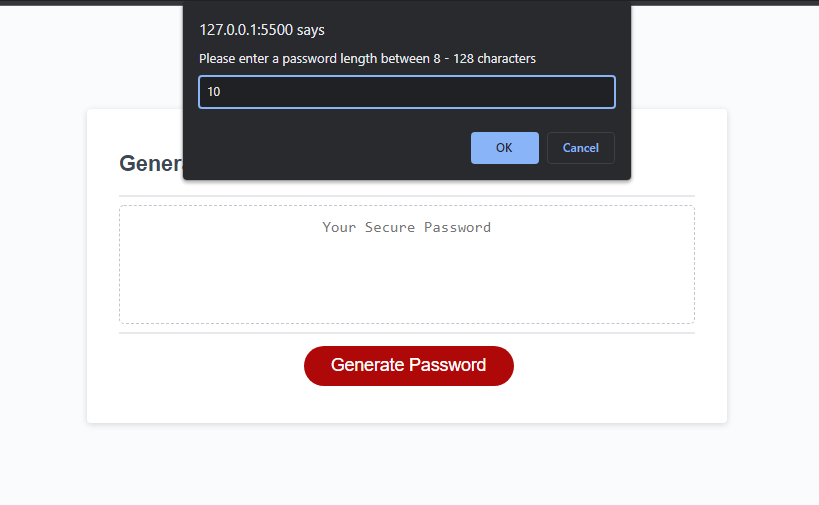 127.0.0.1:5500 says
Please enter a password length between 8 - 128 characters
10
OK
Cancel
Your Secure Password
Generate Password